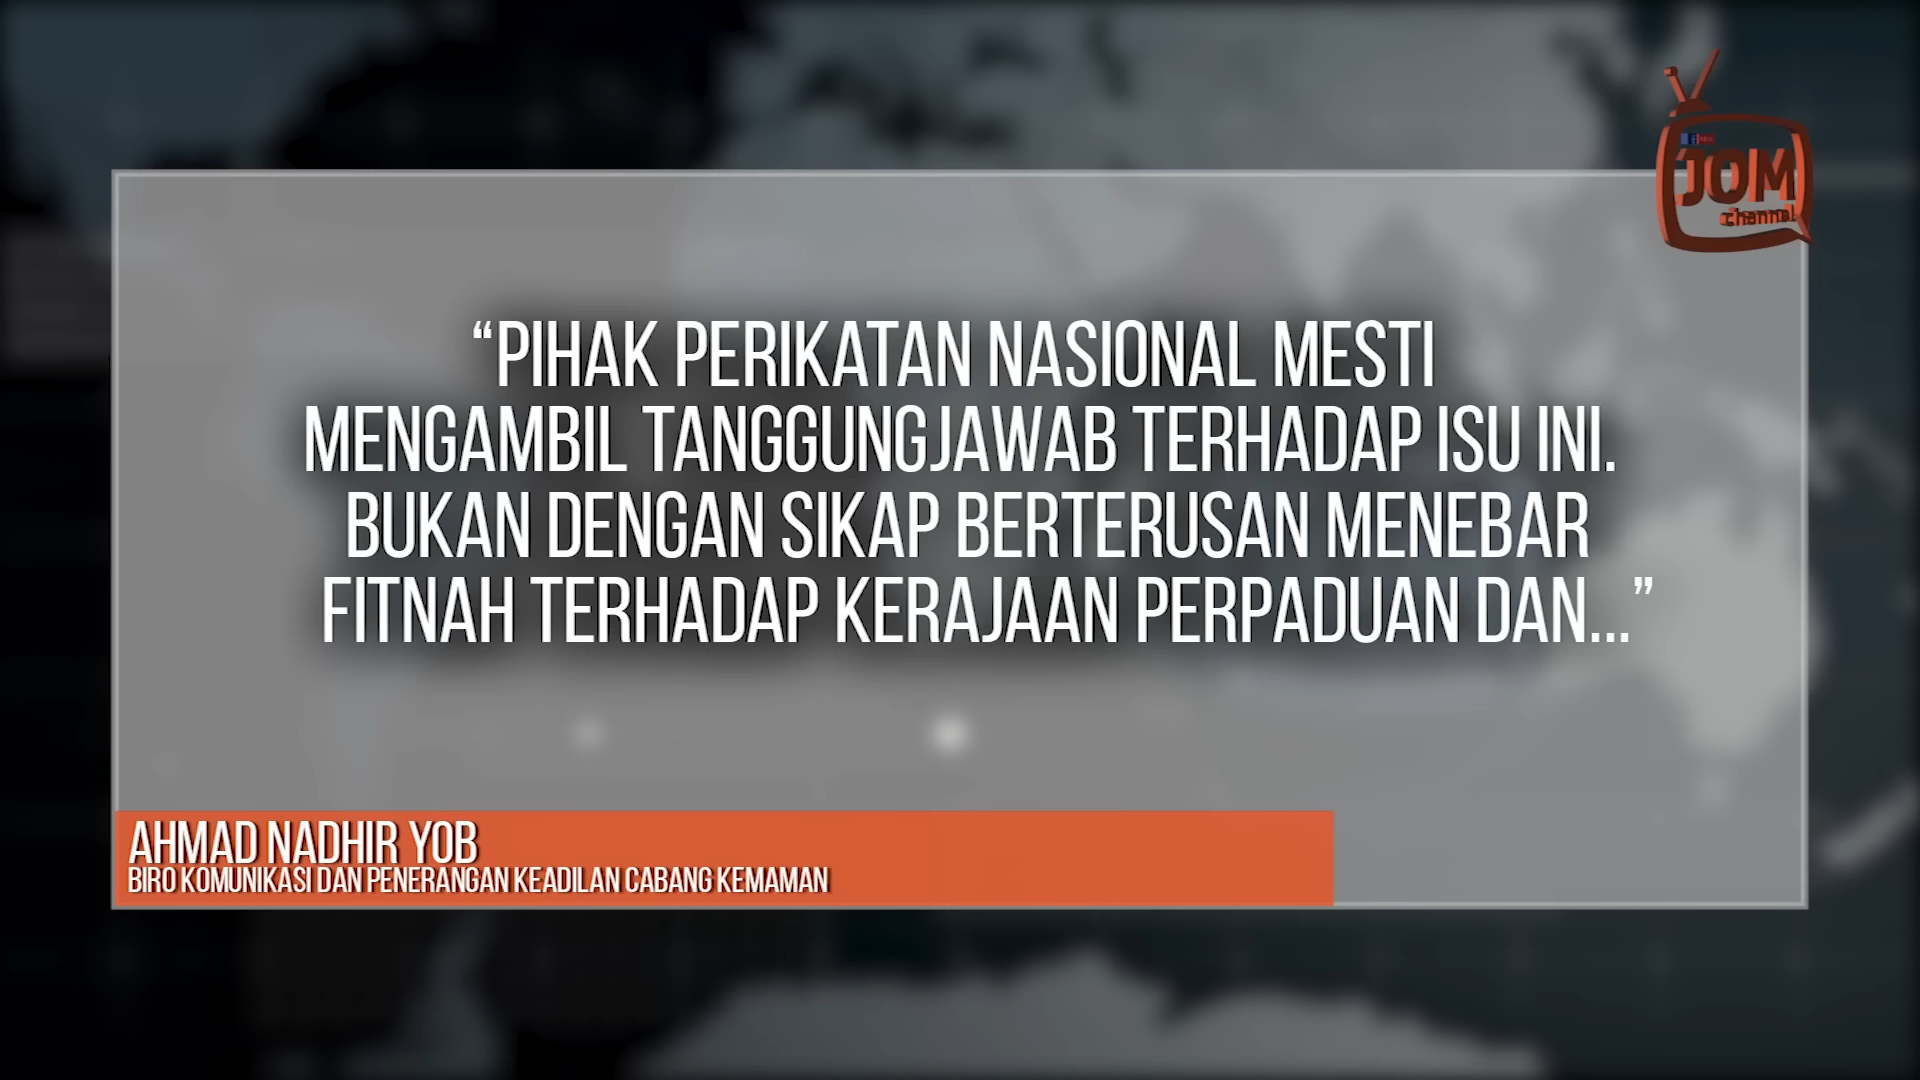 JOM
channel
“PIHAK PERIKATAN NASIONAL MESTI
MENGAMBIL TANGGUNGJAWAB TERHADAP ISU INI.
BUKAN DENGAN SIKAP BERTERUSAN MENEBAR
FITNAH TERHADAP KERAJAAN PERPADUAN DAN...”
AHMAD NADHIR YOB
BIRO KOMUNIKASI DAN PENERANGAN KEADILAN CABANG KEMAMAN